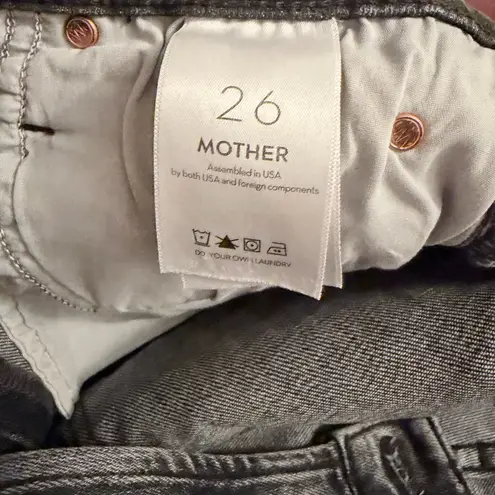 26
MOTHER
Assembled in USA
by both USA and foreign components
DO YOUR OWN LAUNDRY